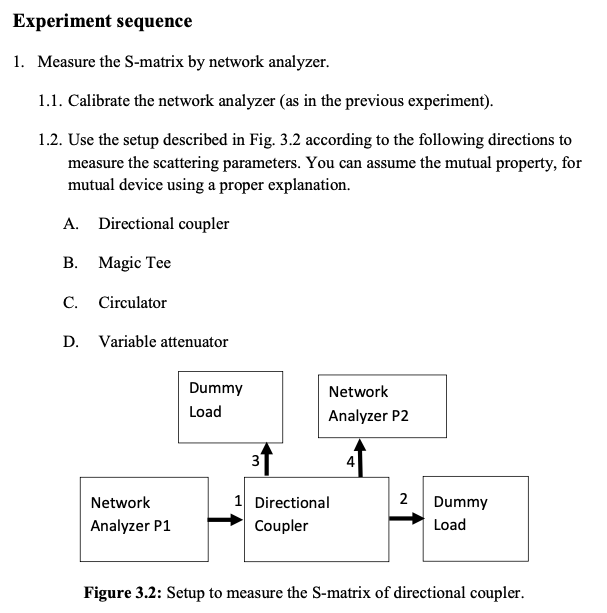 Experiment sequence
1. Measure the S-matrix by network analyzer.
1.1. Calibrate the network analyzer (as in the previous experiment).
1.2. Use the setup described in Fig. 3.2 according to the following directions to
measure the scattering parameters. You can assume the mutual property, for
mutual device using a proper explanation.
A. Directional coupler
B. Magic Tee
C. Circulator
D. Variable attenuator
Dummy
Load
Network
Analyzer P2
3
4
Network
Analyzer P1
1
Directional
Coupler
2
Dummy
Load
Figure 3.2: Setup to measure the S-matrix of directional coupler.